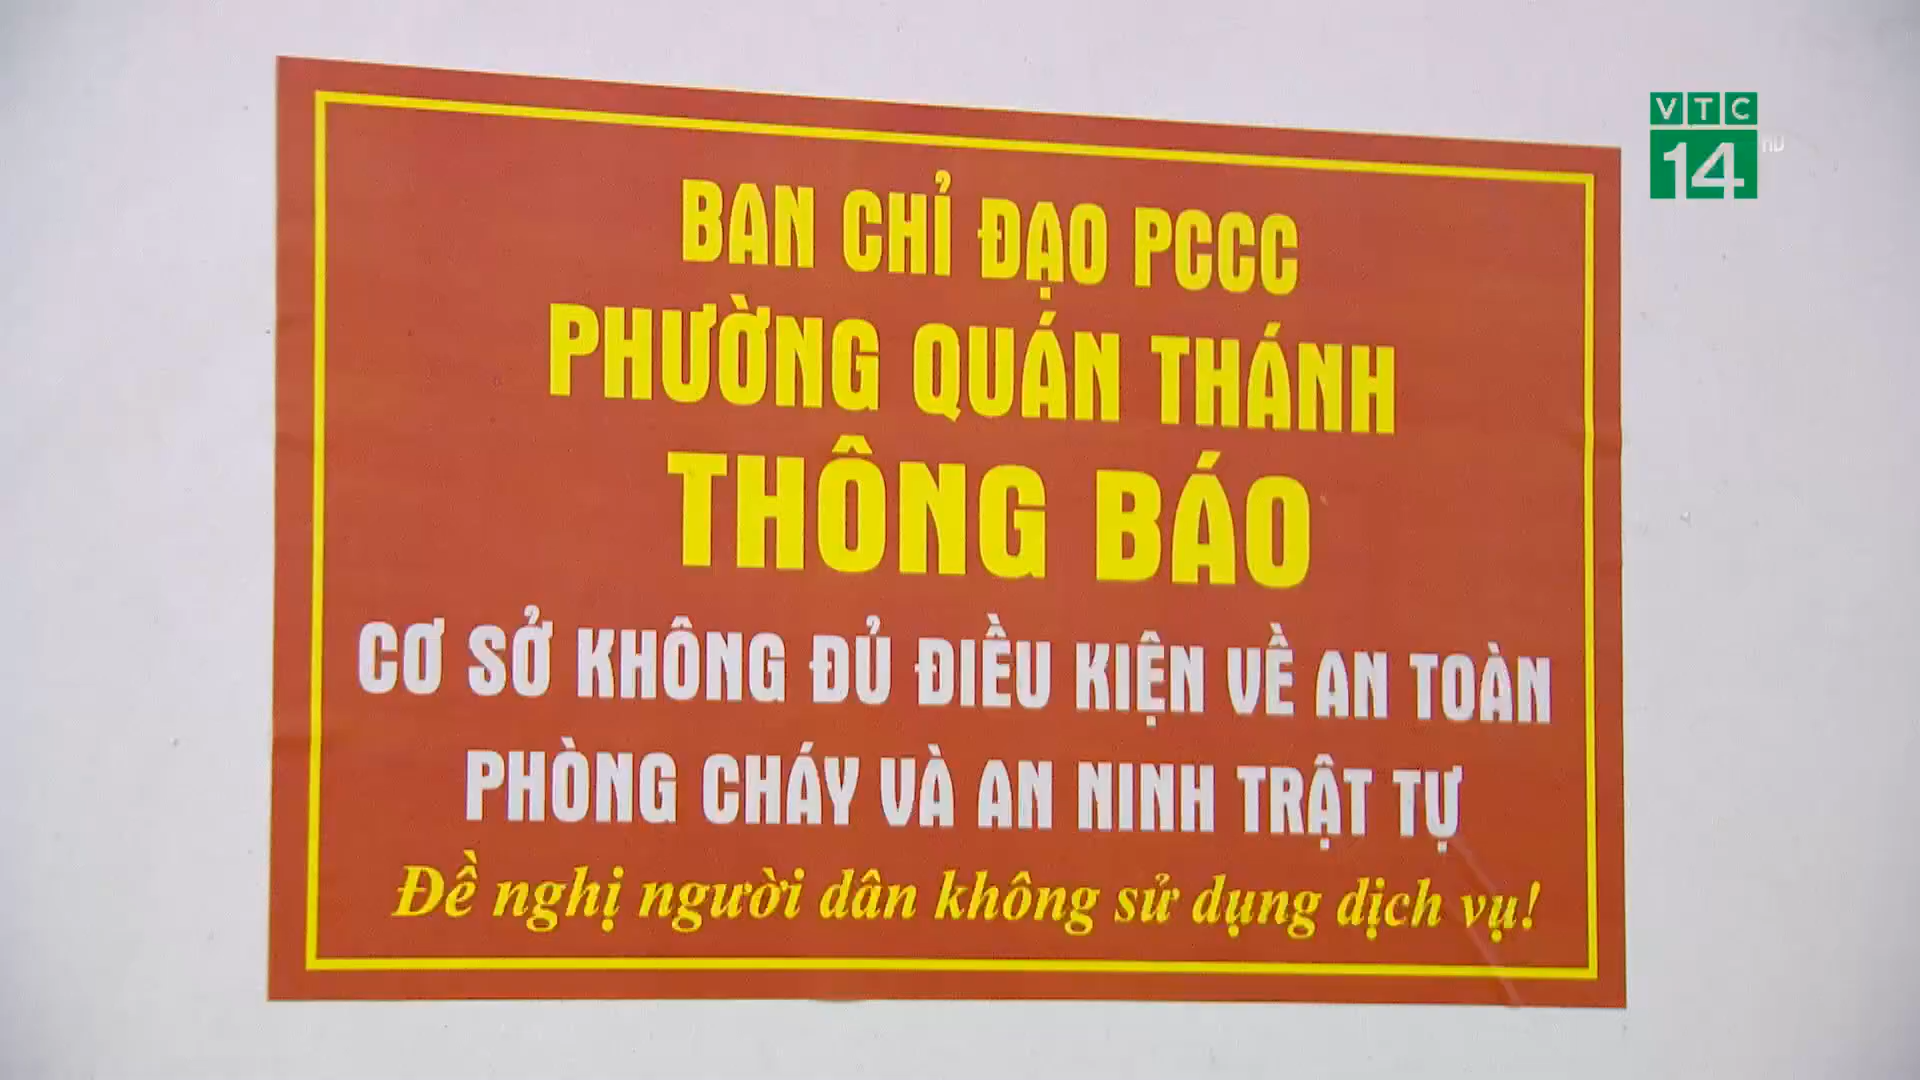 VTC
14 HD
BAN CHỈ ĐẠO PCCC
PHƯỜNG QUÁN THÁNH
THÔNG BÁO
CƠ SỞ KHÔNG ĐỦ ĐIỀU KIỆN VỀ AN TOÀN
PHÒNG CHÁY VÀ AN NINH TRẬT TỰ
Đề nghị người dân không sử dụng dịch vụ!